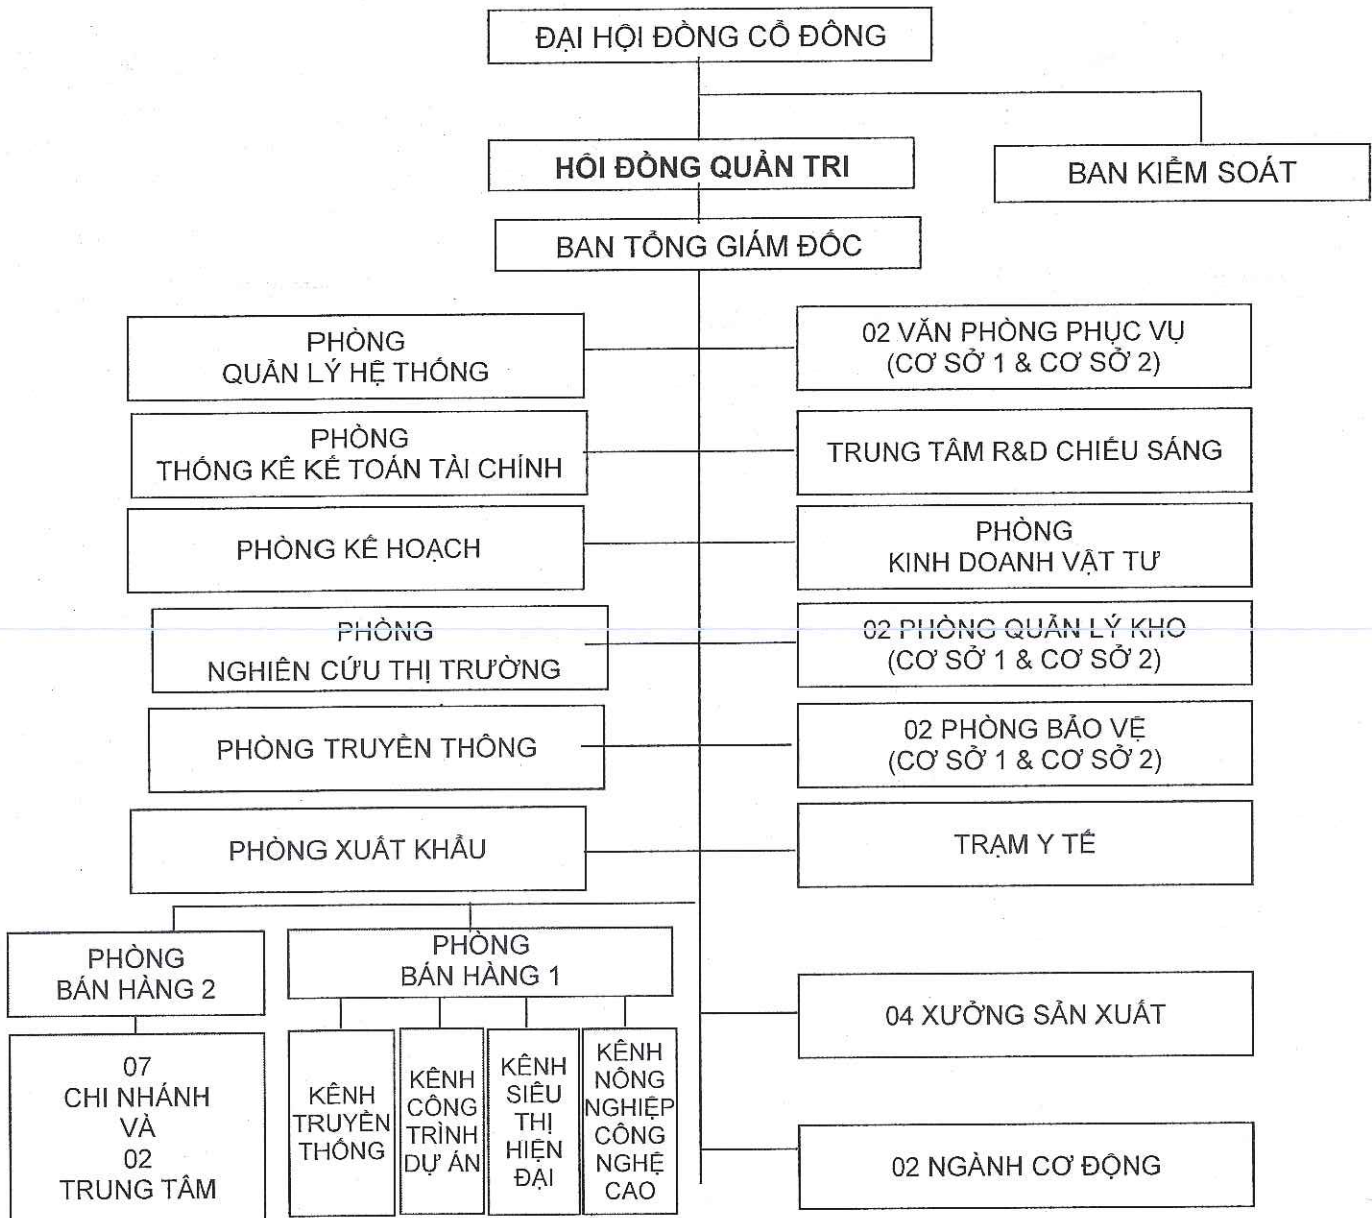 ĐẠI HỘI ĐỒNG CỔ ĐÔNG
HÔI ĐỒNG QUẢN TRI
BAN KIỂM SOÁT
BAN TỔNG GIÁM ĐỐC
PHÒNG
QUẢN LÝ HỆ THỐNG
02 VĂN PHÒNG PHỤC VỤ
(CƠ SỞ 1 & CƠ SỞ 2)
PHÒNG
THỐNG KÊ KẾ TOÁN TÀI CHÍNH
TRUNG TÂM R&D CHIẾU SÁNG
PHÒNG KẾ HOẠCH
PHÒNG
KINH DOANH VẬT TƯ
PHÒNG
NGHIÊN CỨU THỊ TRƯỜNG
02 PHÒNG QUẢN LÝ KHO
(CƠ SỞ 1 & CƠ SỞ 2)
PHÒNG TRUYỀN THÔNG
02 PHÒNG BẢO VỆ
(CƠ SỞ 1 & CƠ SỞ 2)
PHÒNG XUẤT KHẨU
TRẠM Y TẾ
PHÒNG
BÁN HÀNG 2
PHÒNG
BÁN HÀNG 1
04 XƯỞNG SẢN XUẤT
07
CHI NHÁNH
VÀ
02
TRUNG TÂM
KÊNH
TRUYỀN
THỐNG
KÊNH
CÔNG
TRÌNH
DỰ ÁN
KÊNH
SIÊU
THỊ
HIỆN
ĐẠI
KÊNH
NÔNG
NGHIỆP
CÔNG
NGHỆ
CAO
02 NGÀNH CƠ ĐỘNG